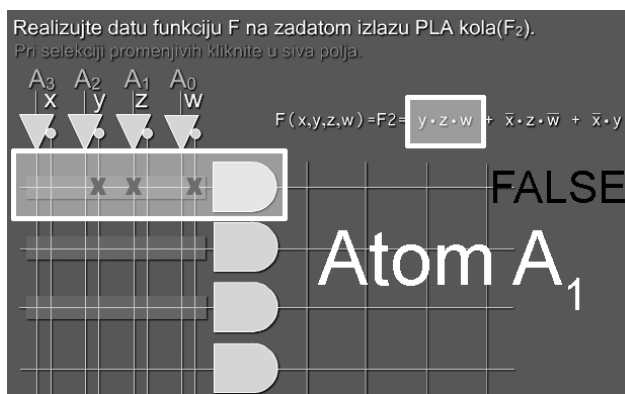 Realizujte datu funkciju F na zadatom izlazu PLA kola(F₂).
Pri selekciji promenjivih kliknite u siva polja.
A₃ A₂ A₁ A₀
x y z w
F(x,y,z,w)=F2= y·z·w + x̅·z·w̅ + x̅·y
X X X
FALSE
Atom A₁